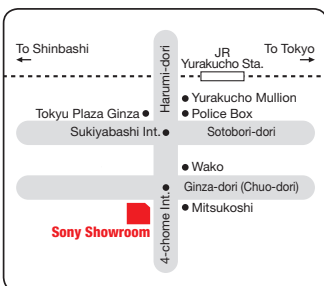 To Shinbashi
JR
Yurakucho Sta.
To Tokyo
Harumi-dori
Yurakucho Mullion
Tokyu Plaza Ginza
Police Box
Sukiyabashi Int.
Sotobori-dori
Wako
Ginza-dori (Chuo-dori)
4-chome Int.
Mitsukoshi
Sony Showroom